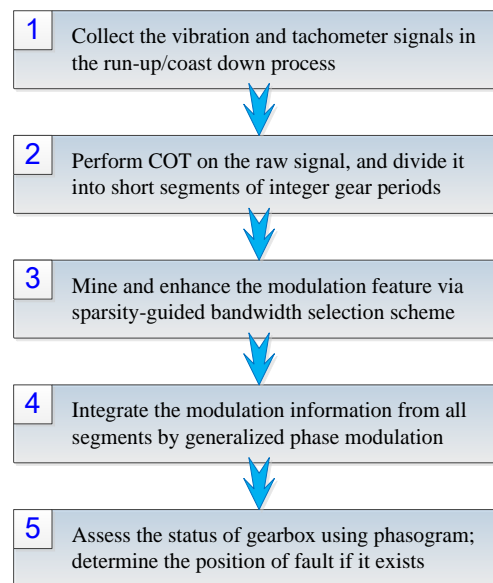 1
Collect the vibration and tachometer signals in
the run-up/coast down process
2
Perform COT on the raw signal, and divide it
into short segments of integer gear periods
3
Mine and enhance the modulation feature via
sparsity-guided bandwidth selection scheme
4
Integrate the modulation information from all
segments by generalized phase modulation
5
Assess the status of gearbox using phasogram;
determine the position of fault if it exists